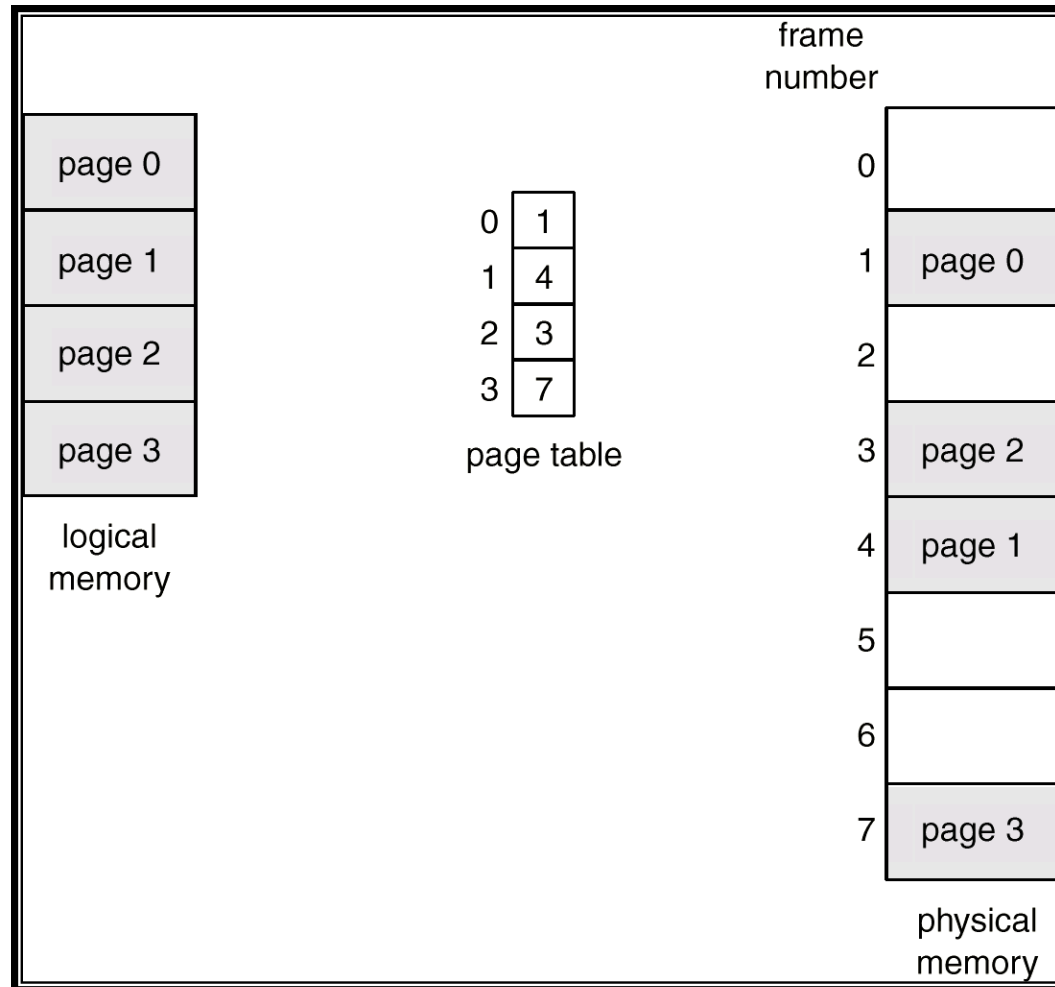 frame
number
page 0
page 1
page 2
page 3
logical
memory
0 1
1 4
2 3
3 7
page table
0
1 page 0
2
3 page 2
4 page 1
5
6
7 page 3
physical
memory